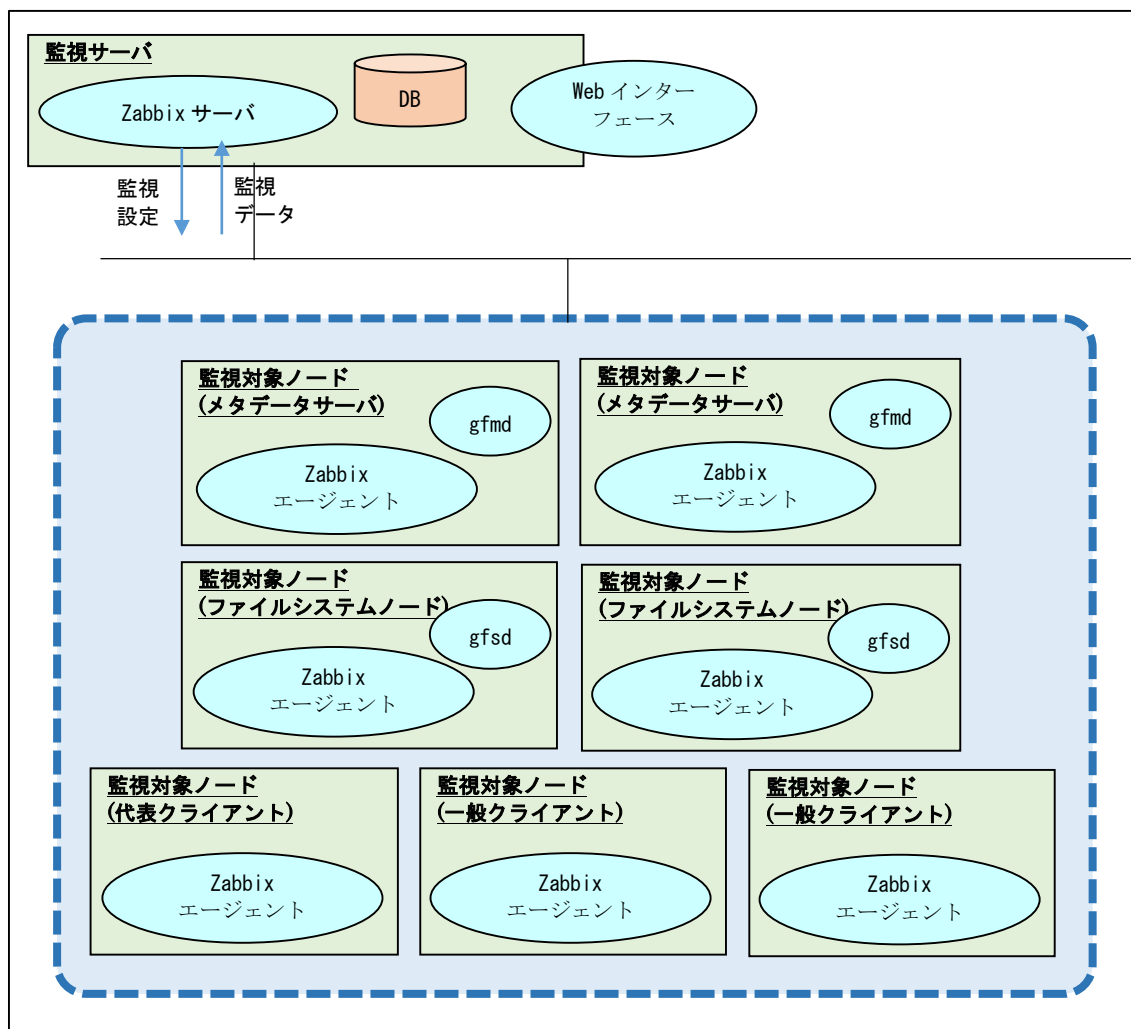 監視サーバ
Zabbix サーバ
DB
Web インター
フェース
監視
設定
監視
データ
監視対象ノード
(メタデータサーバ)
gfmd
Zabbix
エージェント
監視対象ノード
(メタデータサーバ)
gfmd
Zabbix
エージェント
監視対象ノード
(ファイルシステムノード)
gfsd
Zabbix
エージェント
監視対象ノード
(ファイルシステムノード)
gfsd
Zabbix
エージェント
監視対象ノード
(代表クライアント)
Zabbix
エージェント
監視対象ノード
(一般クライアント)
Zabbix
エージェント
監視対象ノード
(一般クライアント)
Zabbix
エージェント